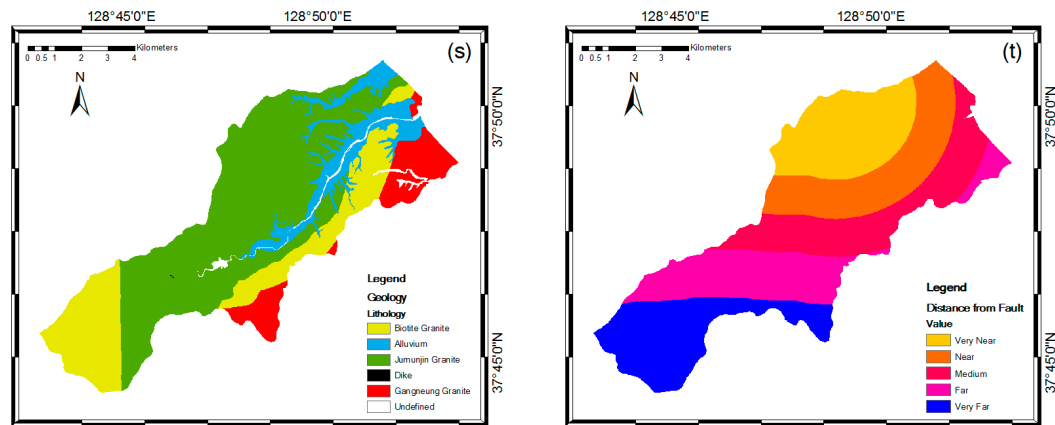 128°45'0"E 128°50'0"E
Kilometers
0 0.5 1 2 3 4
(s)
N
37°50'0"N
37°45'0"N
Legend
Geology
Lithology
Biotite Granite
Alluvium
Jumunjin Granite
Dike
Gangneung Granite
Undefined
128°45'0"E 128°50'0"E
Kilometers
0 0.5 1 2 3 4
(t)
N
37°50'0"N
37°45'0"N
Legend
Distance from Fault
Value
Very Near
Near
Medium
Far
Very Far